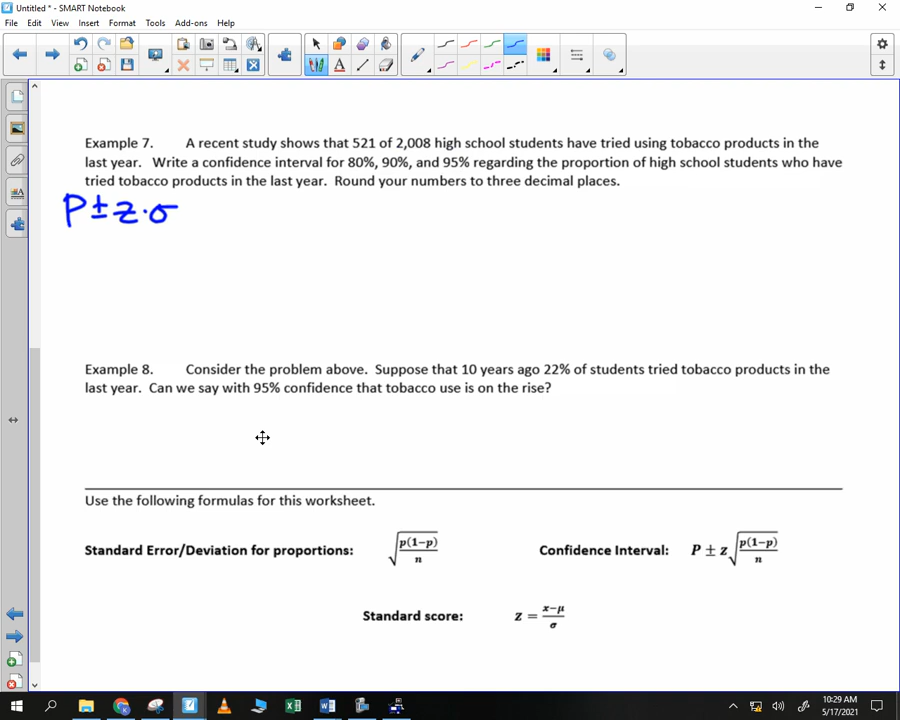 Untitled * - SMART Notebook
File Edit View Insert Format Tools Add-ons Help
Example 7. A recent study shows that 521 of 2,008 high school students have tried using tobacco products in the
last year. Write a confidence interval for 80%, 90%, and 95% regarding the proportion of high school students who have
tried tobacco products in the last year. Round your numbers to three decimal places.
P ± z · σ
Example 8. Consider the problem above. Suppose that 10 years ago 22% of students tried tobacco products in the
last year. Can we say with 95% confidence that tobacco use is on the rise?
Use the following formulas for this worksheet.
Standard Error/Deviation for proportions: √(p(1−p)/n) Confidence Interval: P ± z√(p(1−p)/n)
Standard score: z = (x−μ)/σ
10:29 AM
5/17/2021